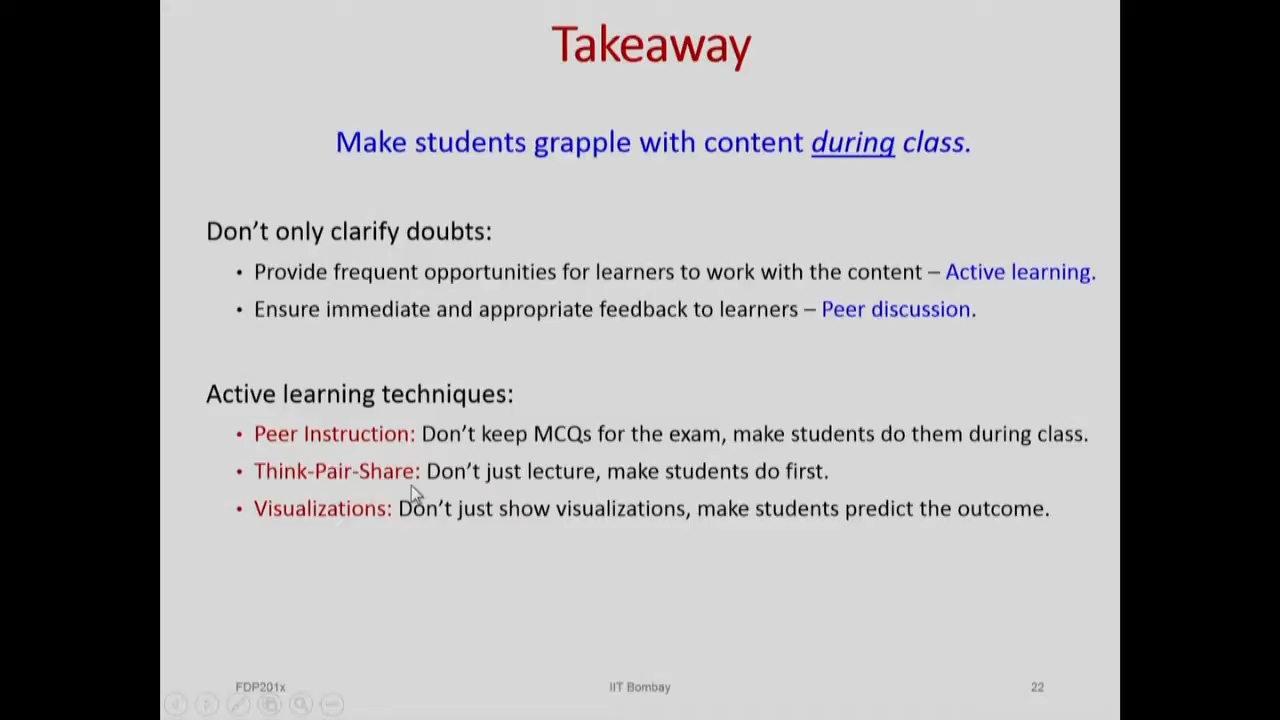 Takeaway
Make students grapple with content during class.
Don't only clarify doubts:
• Provide frequent opportunities for learners to work with the content – Active learning.
• Ensure immediate and appropriate feedback to learners – Peer discussion.
Active learning techniques:
• Peer Instruction: Don't keep MCQs for the exam, make students do them during class.
• Think-Pair-Share: Don't just lecture, make students do first.
• Visualizations: Don't just show visualizations, make students predict the outcome.
FDP201x IIT Bombay 22